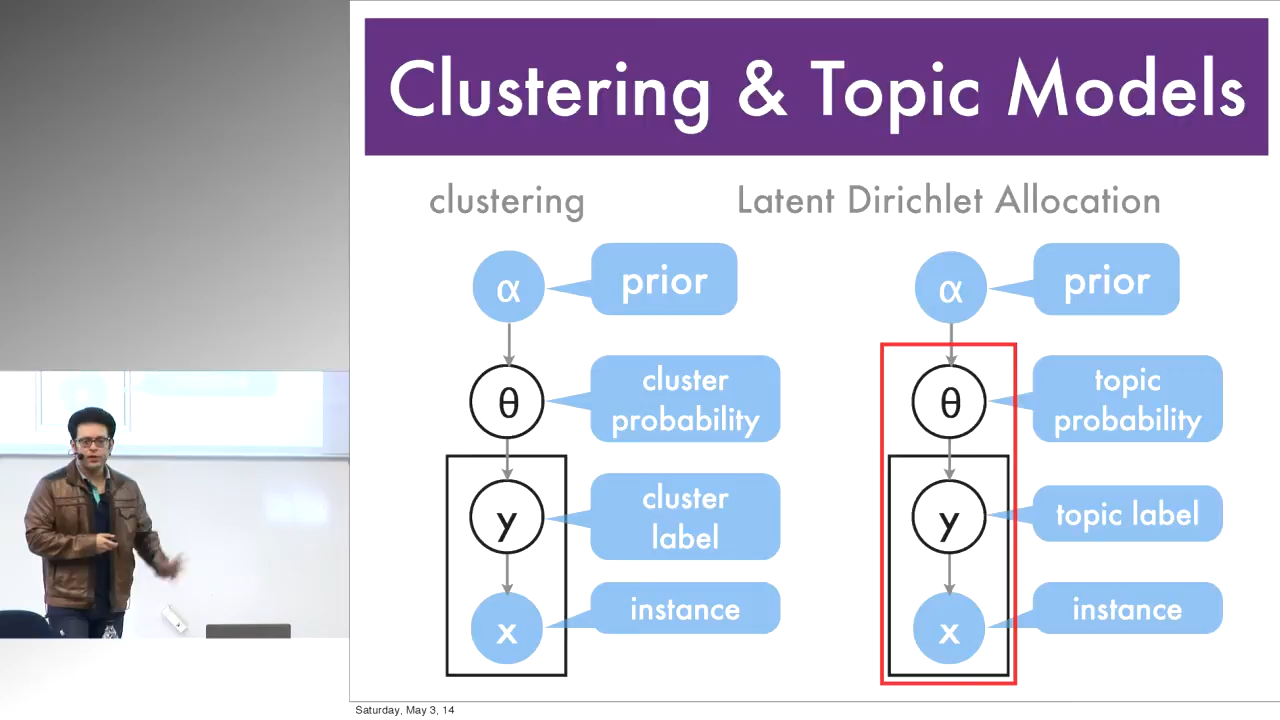 Clustering & Topic Models
clustering
Latent Dirichlet Allocation
α
prior
θ
cluster
probability
y
cluster
label
x
instance
α
prior
θ
topic
probability
y
topic label
x
instance
Saturday, May 3, 14